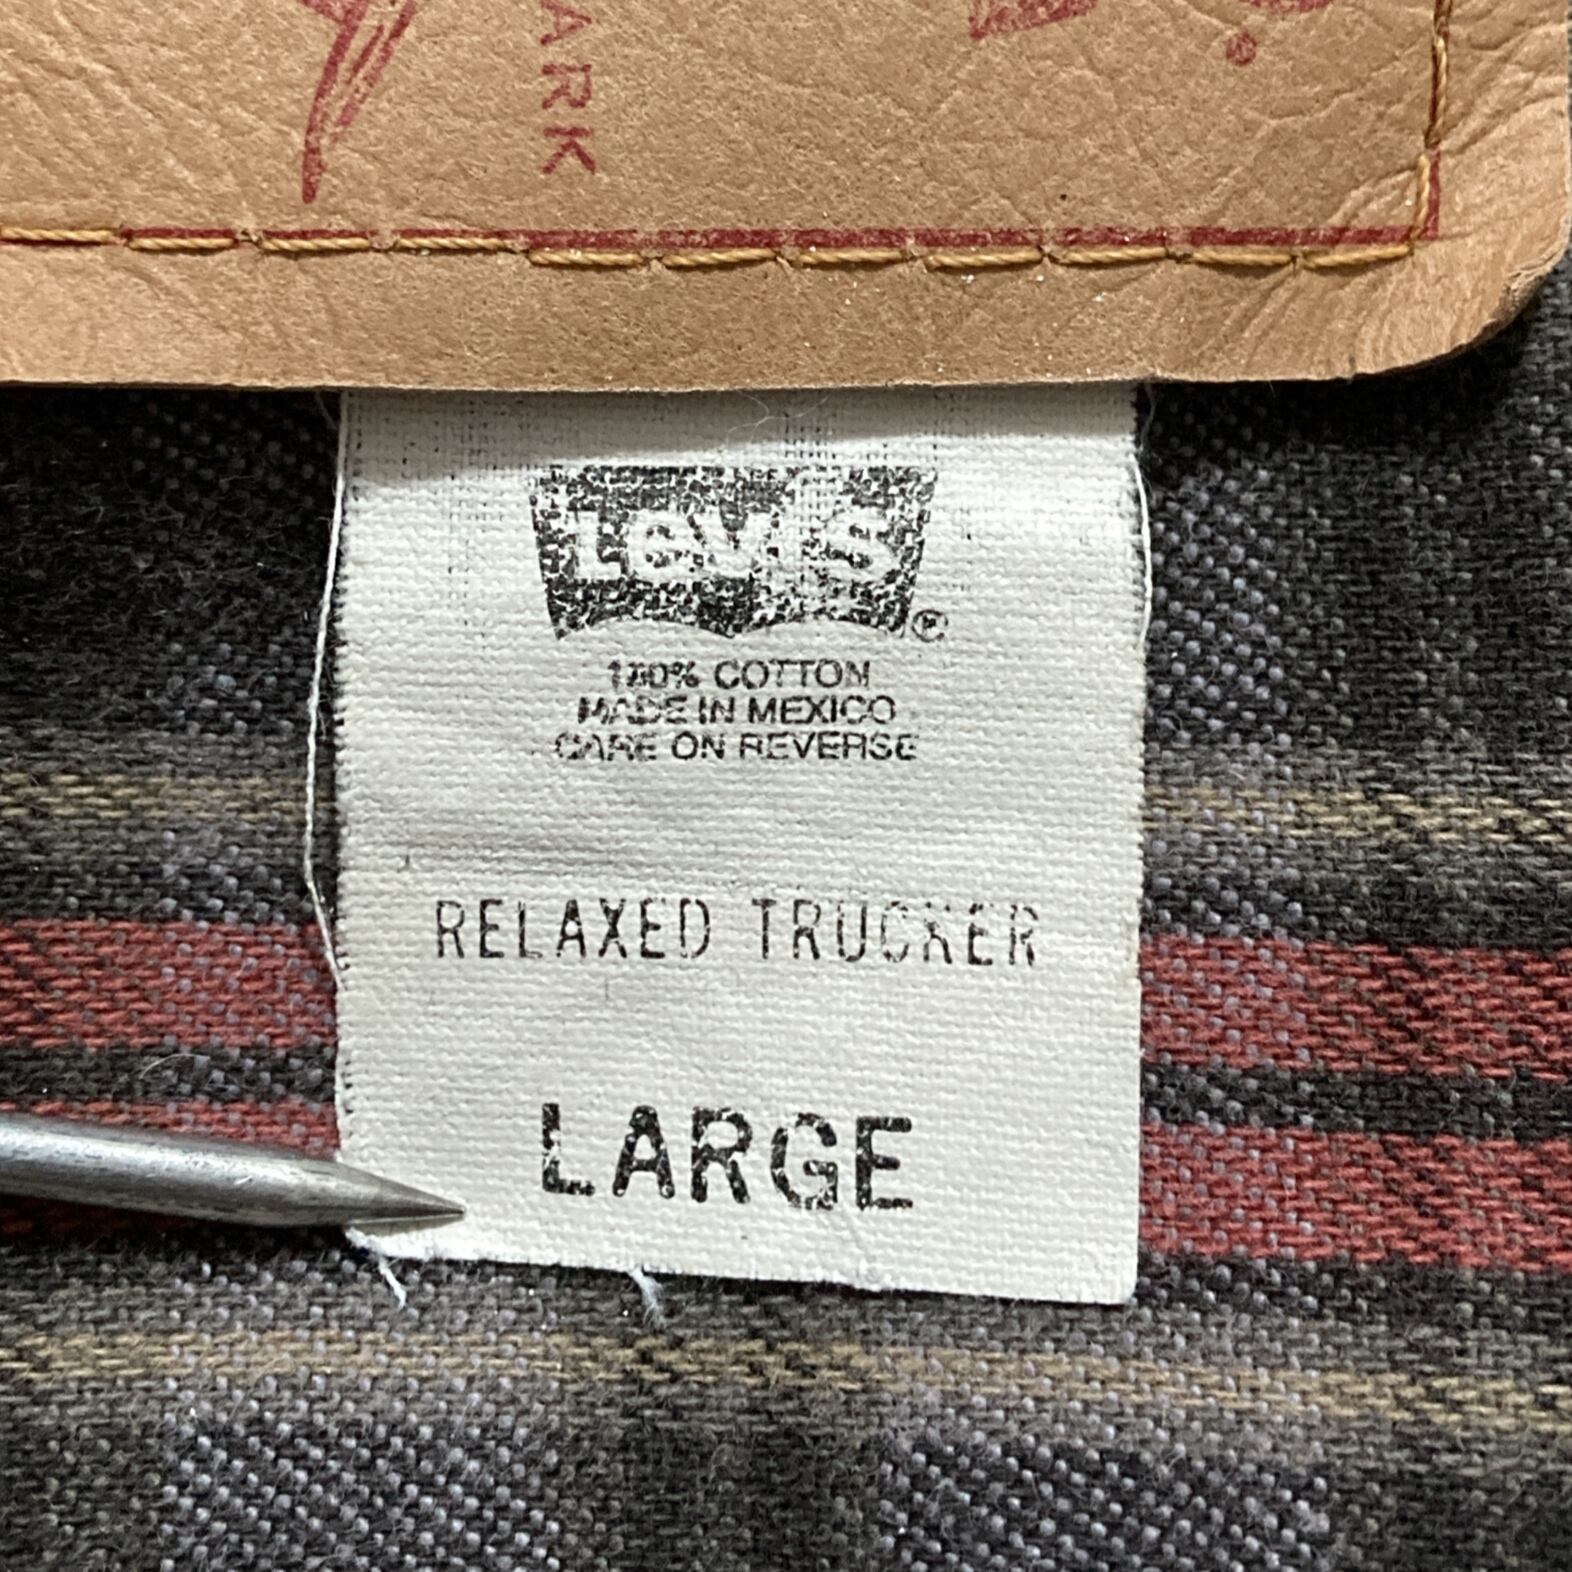 ARK
®
Levi's®
100% COTTON
MADE IN MEXICO
CARE ON REVERSE
RELAXED TRUCKER
LARGE